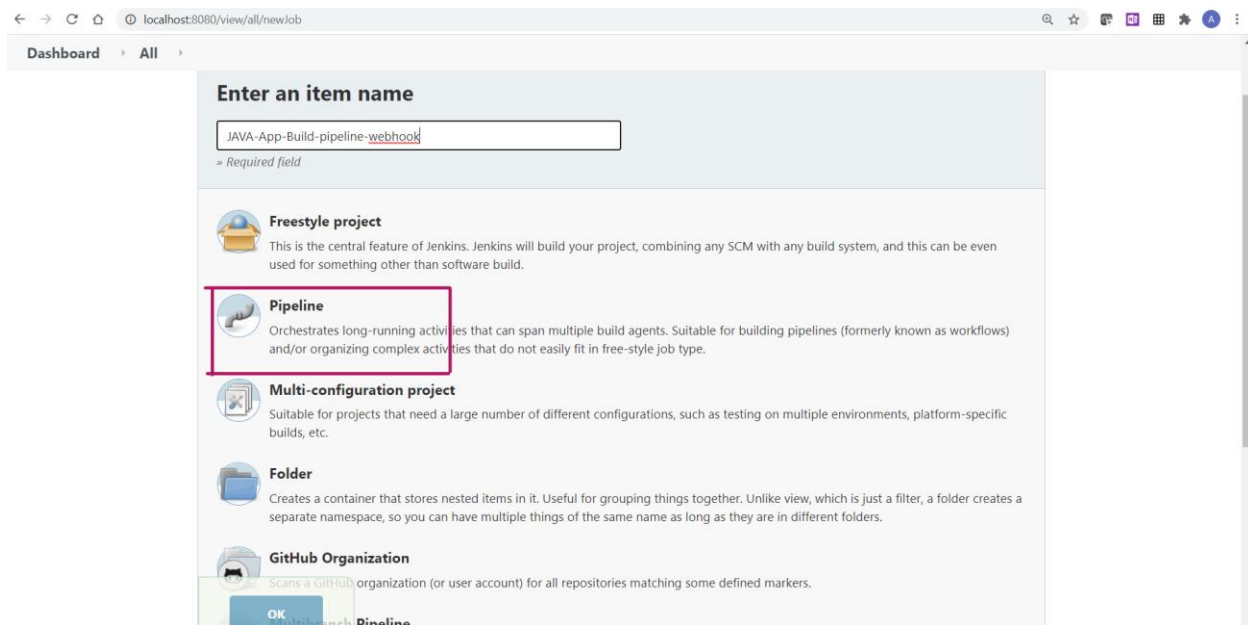 localhost:8080/view/all/newJob
A
Dashboard All
Enter an item name
JAVA-App-Build-pipeline-webhook
» Required field
Freestyle project
This is the central feature of Jenkins. Jenkins will build your project, combining any SCM with any build system, and this can be even
used for something other than software build.
Pipeline
Orchestrates long-running activities that can span multiple build agents. Suitable for building pipelines (formerly known as workflows)
and/or organizing complex activities that do not easily fit in free-style job type.
Multi-configuration project
Suitable for projects that need a large number of different configurations, such as testing on multiple environments, platform-specific
builds, etc.
Folder
Creates a container that stores nested items in it. Useful for grouping things together. Unlike view, which is just a filter, a folder creates a
separate namespace, so you can have multiple things of the same name as long as they are in different folders.
GitHub Organization
Scans a GitHub organization (or user account) for all repositories matching some defined markers.
OK
Multibranch Pipeline